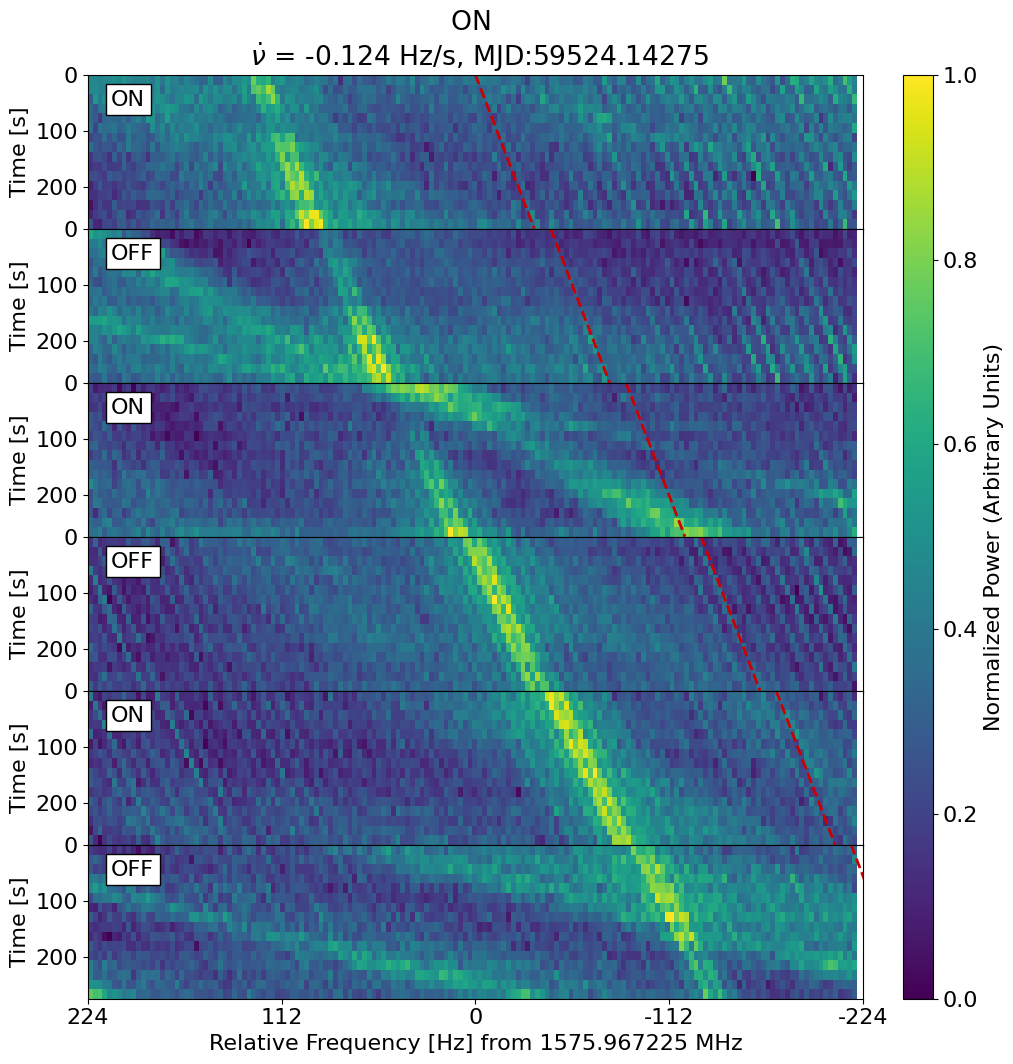 ON
ν̇ = -0.124 Hz/s, MJD:59524.14275
ON
OFF
ON
OFF
ON
OFF
Time [s]
0
100
200
Time [s]
0
100
200
Time [s]
0
100
200
Time [s]
0
100
200
Time [s]
0
100
200
Time [s]
0
100
200
224 112 0 -112 -224
Relative Frequency [Hz] from 1575.967225 MHz
1.0
0.8
0.6
0.4
0.2
0.0
Normalized Power (Arbitrary Units)